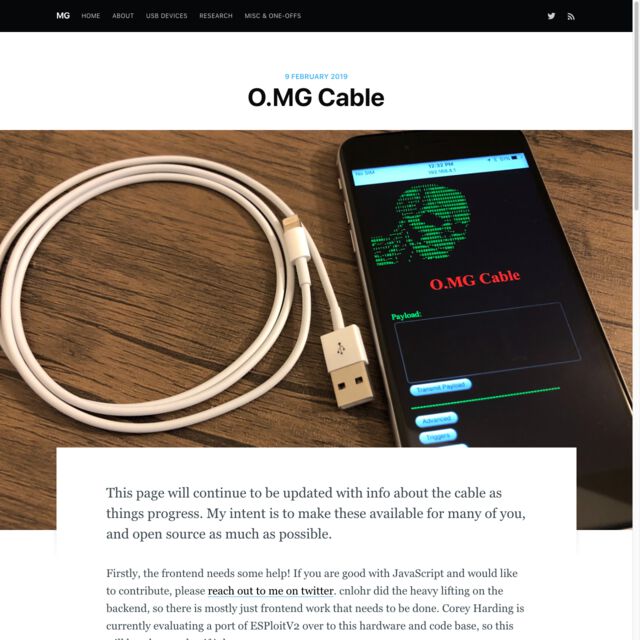 MG HOME ABOUT USB DEVICES RESEARCH MISC & ONE-OFFS
9 FEBRUARY 2019
O.MG Cable
No SIM 12:32 PM 51%
192.168.4.1
O.MG Cable
Payload:
Transmit Payload
Advanced
Triggers
This page will continue to be updated with info about the cable as
things progress. My intent is to make these available for many of you,
and open source as much as possible.
Firstly, the frontend needs some help! If you are good with JavaScript and would like
to contribute, please reach out to me on twitter. cnlohr did the heavy lifting on the
backend, so there is mostly just frontend work that needs to be done. Corey Harding is
currently evaluating a port of ESPloitV2 over to this hardware and code base, so this